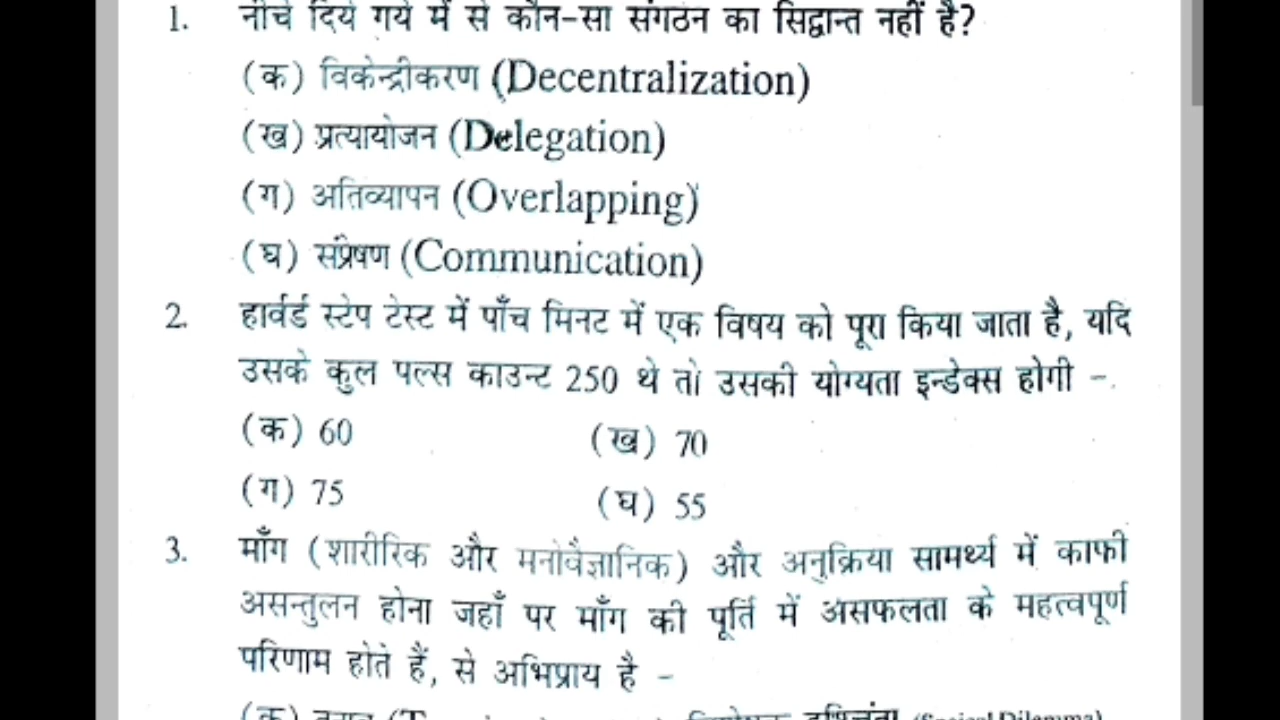 1. नीचे दिये गये में से कौन-सा संगठन का सिद्वान्त नहीं है?
(क) विकेन्द्रीकरण (Decentralization)
(ख) प्रत्यायोजन (Delegation)
(ग) अतिव्यापन (Overlapping)
(घ) संप्रेषण (Communication)
2. हार्वर्ड स्टेप टेस्ट में पाँच मिनट में एक विषय को पूरा किया जाता है, यदि
उसके कुल पल्स काउन्ट 250 थे तो उसकी योग्यता इन्डेक्स होगी -
(क) 60 (ख) 70
(ग) 75 (घ) 55
3. माँग (शारीरिक और मनोवैज्ञानिक) और अनुक्रिया सामर्थ्य में काफी
असन्तुलन होना जहाँ पर माँग की पूर्ति में असफलता के महत्वपूर्ण
परिणाम होते हैं, से अभिप्राय है -
(क)